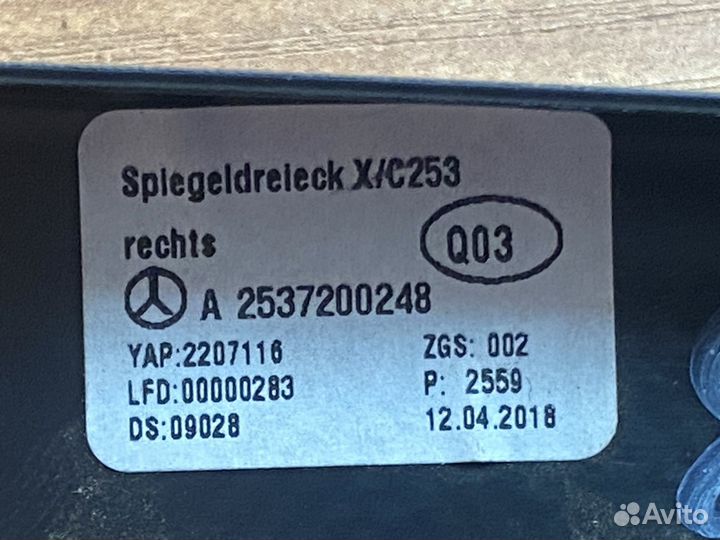 Spiegeldreieck X/C253
rechts
Q03
A 2537200248
YAP:2207116
ZGS: 002
LFD:00000283
P: 2559
DS:09028
12.04.2018
Avito